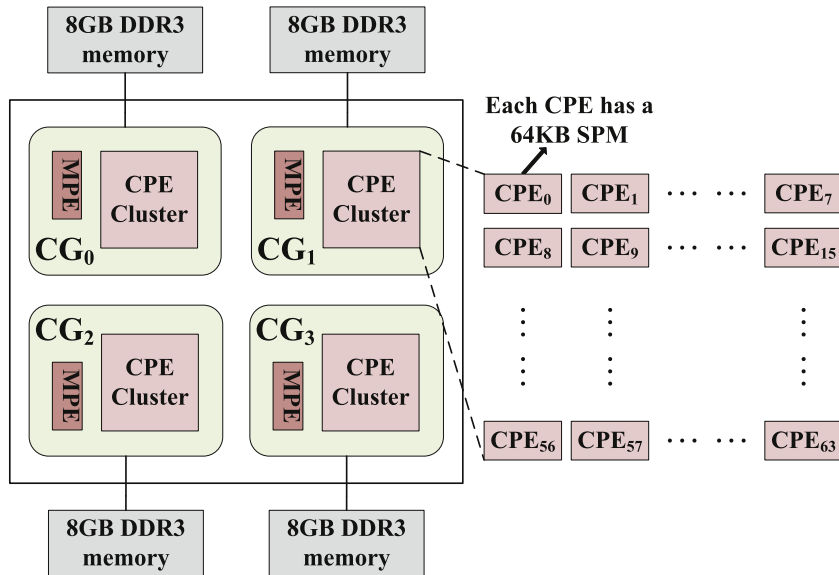 8GB DDR3
memory
8GB DDR3
memory
MPE
CPE
Cluster
CG0
MPE
CPE
Cluster
CG1
CG2
MPE
CPE
Cluster
CG3
MPE
CPE
Cluster
8GB DDR3
memory
8GB DDR3
memory
Each CPE has a
64KB SPM
CPE0 CPE1 ... ... CPE7
CPE8 CPE9 ... ... CPE15
CPE56 CPE57 ... ... CPE63